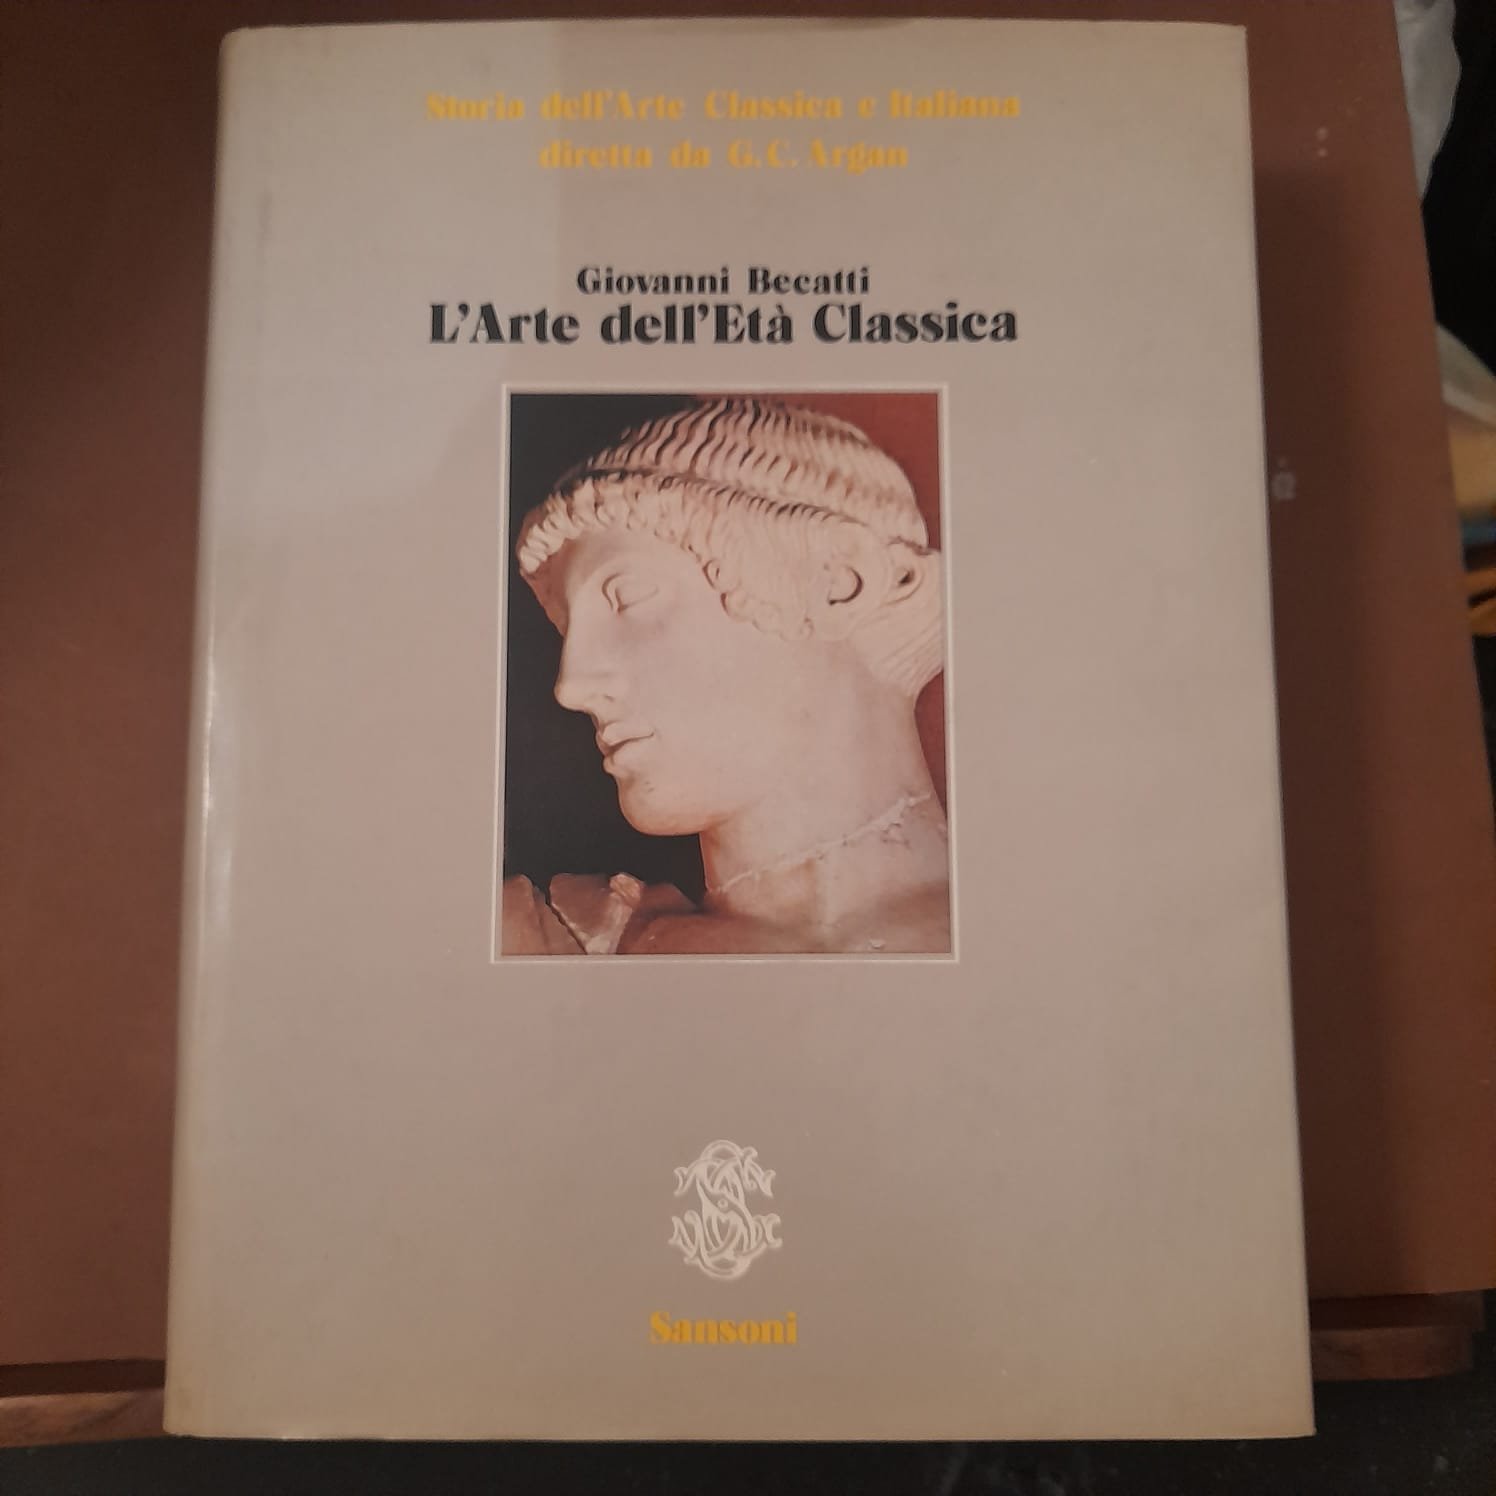 Storia dell'Arte Classica e Italiana
diretta da G.C. Argan
Giovanni Becatti
L'Arte dell'Età Classica
Sansoni